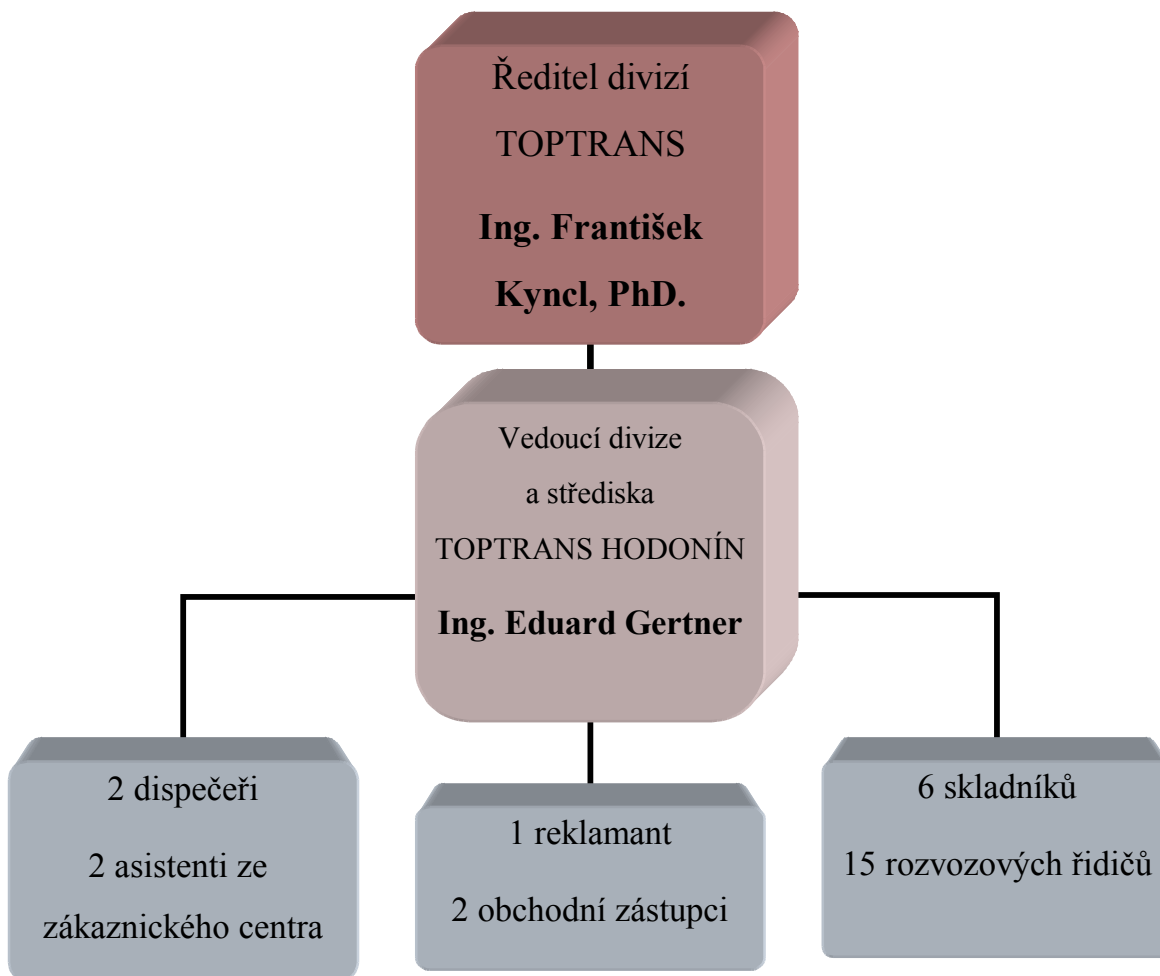 Ředitel divizí
TOPTRANS
Ing. František
Kyncl, PhD.
Vedoucí divize
a střediska
TOPTRANS HODONÍN
Ing. Eduard Gertner
2 dispečeři
2 asistenti ze
zákaznického centra
1 reklamant
2 obchodní zástupci
6 skladníků
15 rozvozových řidičů